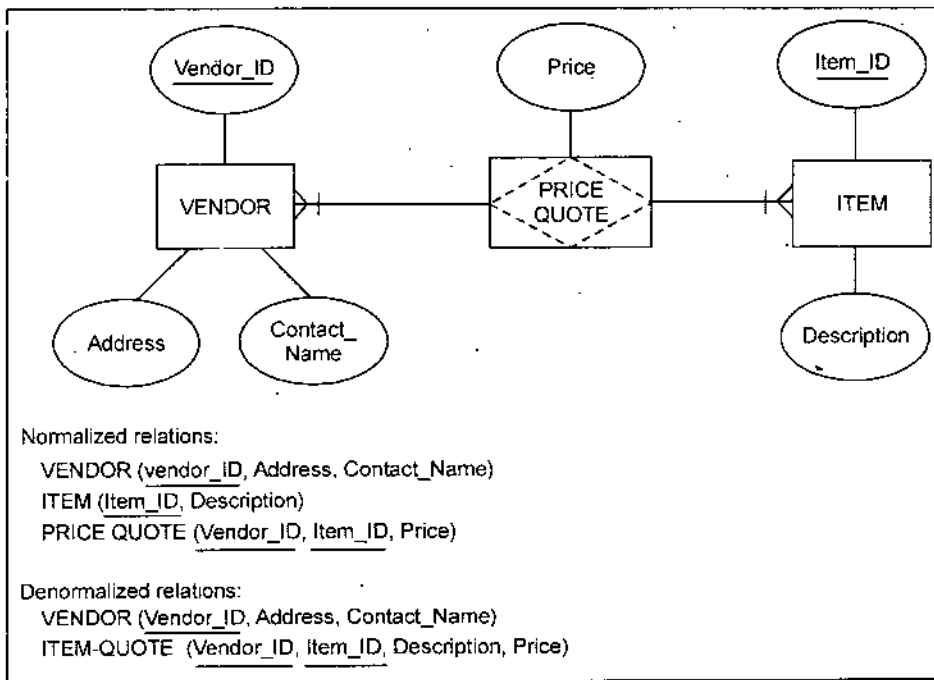 Vendor_ID
Price
Item_ID
VENDOR
PRICE
QUOTE
ITEM
Address
Contact_
Name
Description
Normalized relations:
VENDOR (vendor_ID, Address, Contact_Name)
ITEM (Item_ID, Description)
PRICE QUOTE (Vendor_ID, Item_ID, Price)
Denormalized relations:
VENDOR (Vendor_ID, Address, Contact_Name)
ITEM-QUOTE (Vendor_ID, Item_ID, Description, Price)